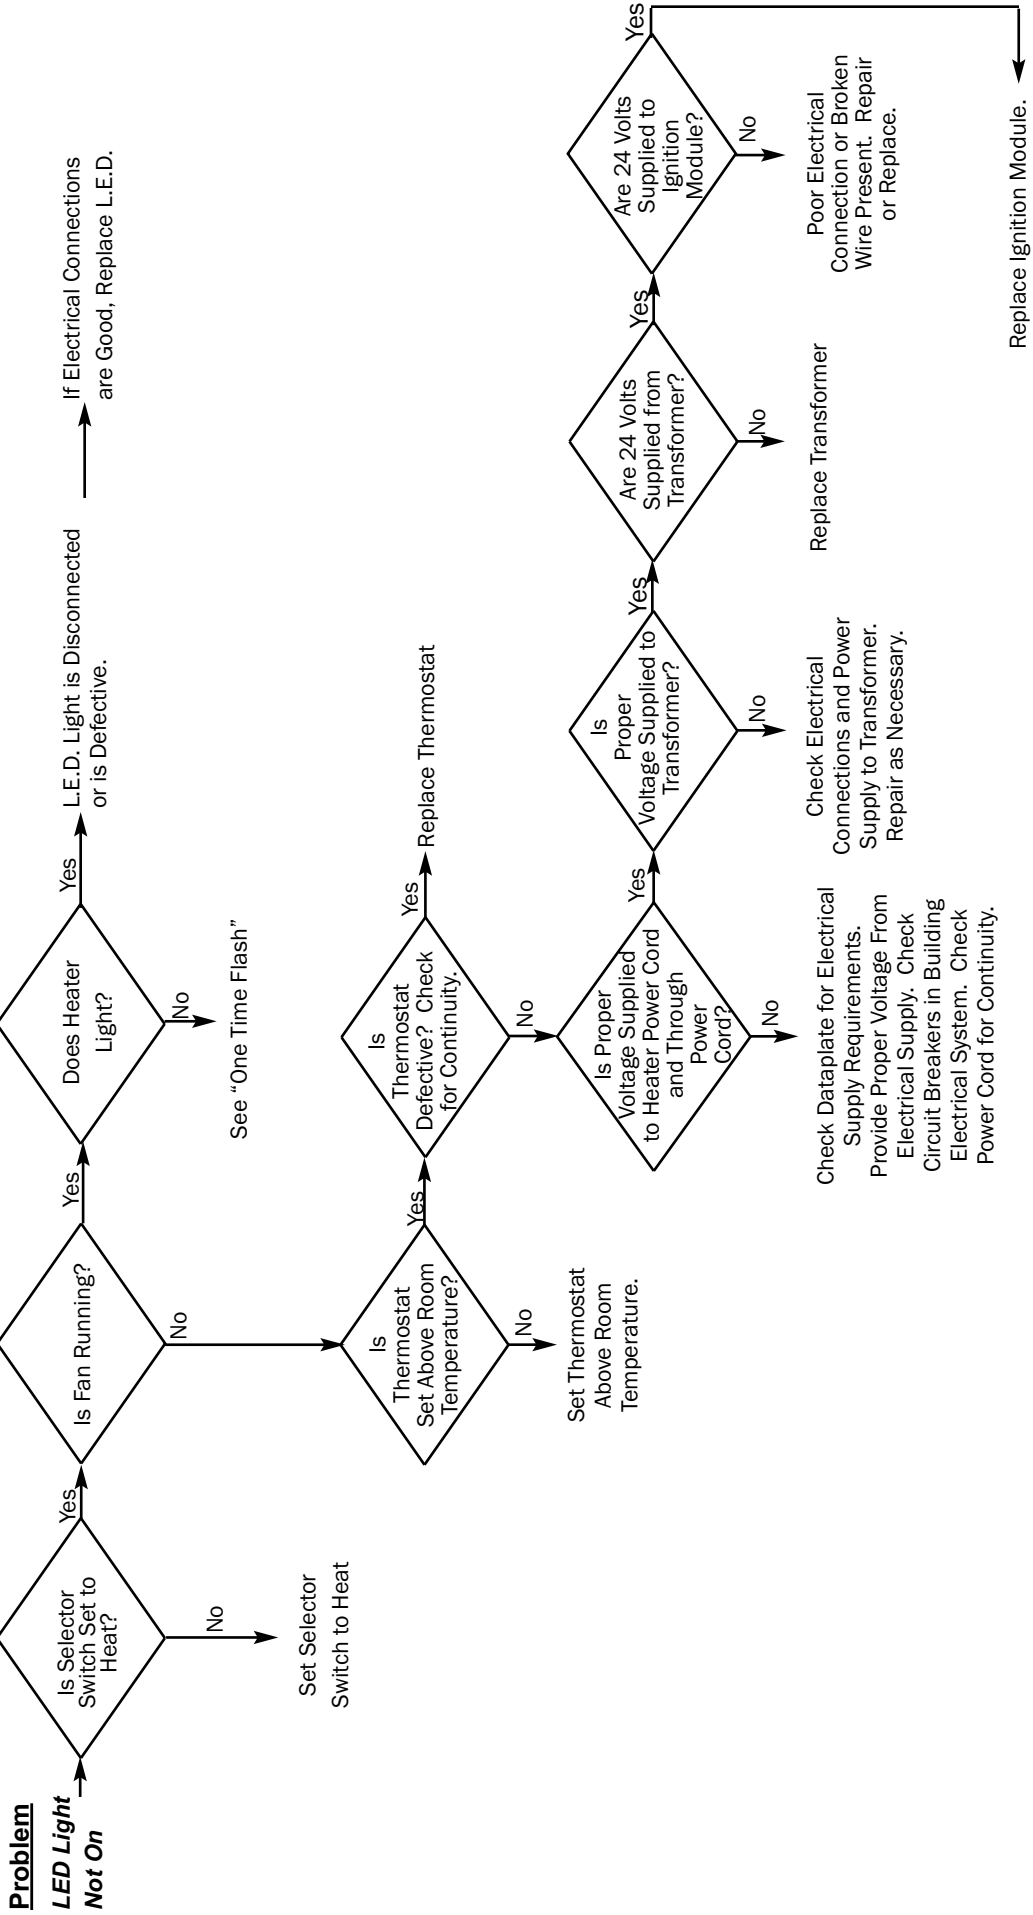 Problem
LED Light
Not On
Is Selector
Switch Set to
Heat?
Yes
No
Set Selector
Switch to Heat
Is Fan Running?
Yes
No
Does Heater
Light?
Yes
No
See “One Time Flash”
L.E.D. Light is Disconnected
or is Defective.
If Electrical Connections
are Good, Replace L.E.D.
Is
Thermostat
Set Above Room
Temperature?
Yes
No
Set Thermostat
Above Room
Temperature.
Is
Thermostat
Defective? Check
for Continuity.
Yes
Replace Thermostat
No
Is Proper
Voltage Supplied
to Heater Power Cord
and Through
Power
Cord?
Yes
No
Check Dataplate for Electrical
Supply Requirements.
Provide Proper Voltage From
Electrical Supply. Check
Circuit Breakers in Building
Electrical System. Check
Power Cord for Continuity.
Is
Proper
Voltage Supplied to
Transformer?
Yes
No
Check Electrical
Connections and Power
Supply to Transformer.
Repair as Necessary.
Are 24 Volts
Supplied from
Transformer?
Yes
No
Replace Transformer
Are 24 Volts
Supplied to
Ignition
Module?
Yes
No
Poor Electrical
Connection or Broken
Wire Present. Repair
or Replace.
Replace Ignition Module.